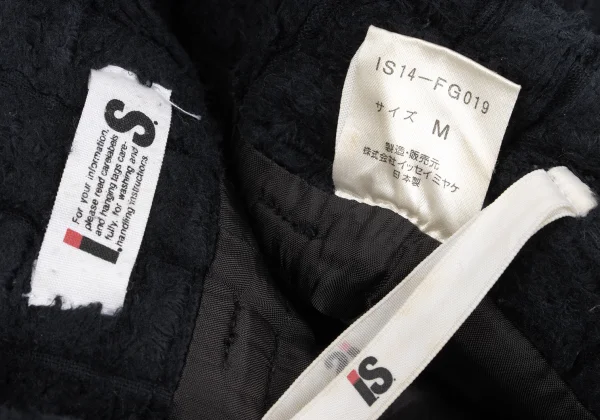 I.S.
For your information,
please read carelabels
and hanging tags care-
fully, for washing and
handling instructions.
IS14-FG019
サイズ M
製造・販売元
株式会社イッセイミヤケ
日本製
I.S.